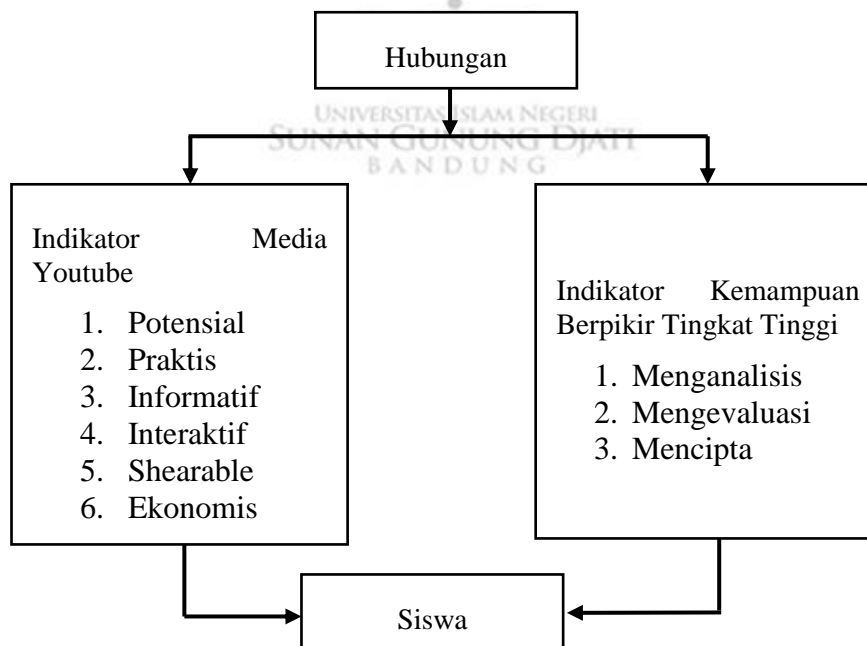 Hubungan
UNIVERSITAS ISLAM NEGERI
SUNAN GUNUNG DJATI
BANDUNG
Indikator Media
Youtube
1. Potensial
2. Praktis
3. Informatif
4. Interaktif
5. Shearable
6. Ekonomis
Indikator Kemampuan
Berpikir Tingkat Tinggi
1. Menganalisis
2. Mengevaluasi
3. Mencipta
Siswa